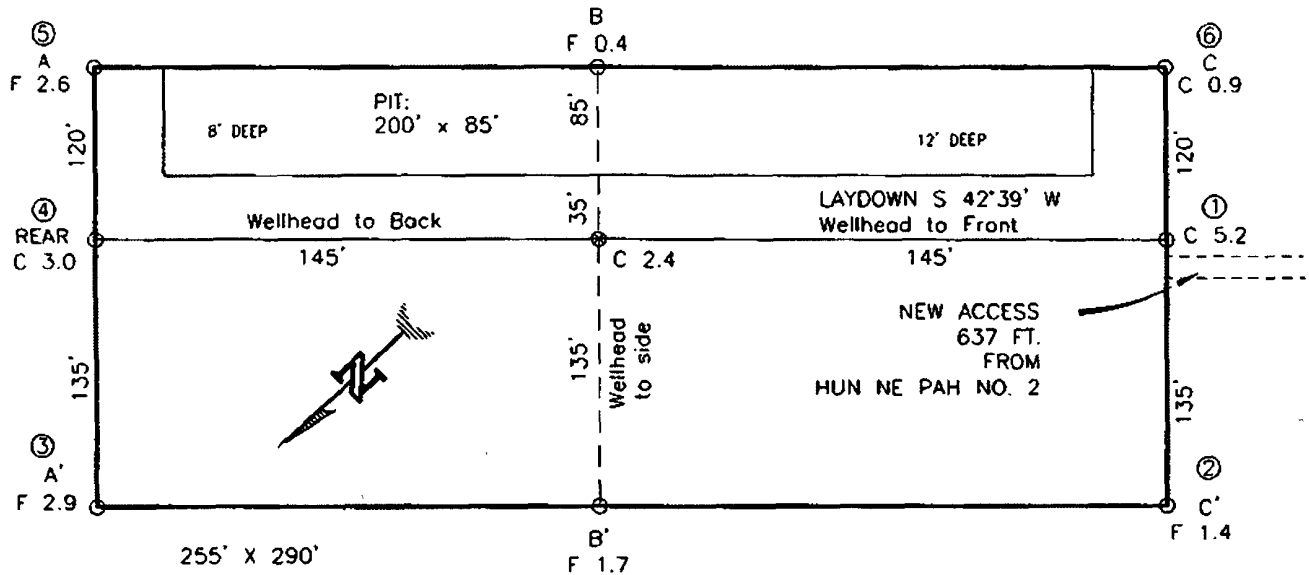 ⑤
A
F 2.6
B
F 0.4
⑥
C
C 0.9
120'
8' DEEP
PIT:
200' x 85'
85'
12' DEEP
120'
④
REAR
C 3.0
Wellhead to Back
145'
35'
C 2.4
LAYDOWN S 42°39' W
Wellhead to Front
145'
①
C 5.2
135'
N
135'
Wellhead
to side
NEW ACCESS
637 FT.
FROM
HUN NE PAH NO. 2
135'
③
A'
F 2.9
②
C'
F 1.4
255' X 290'
B'
F 1.7